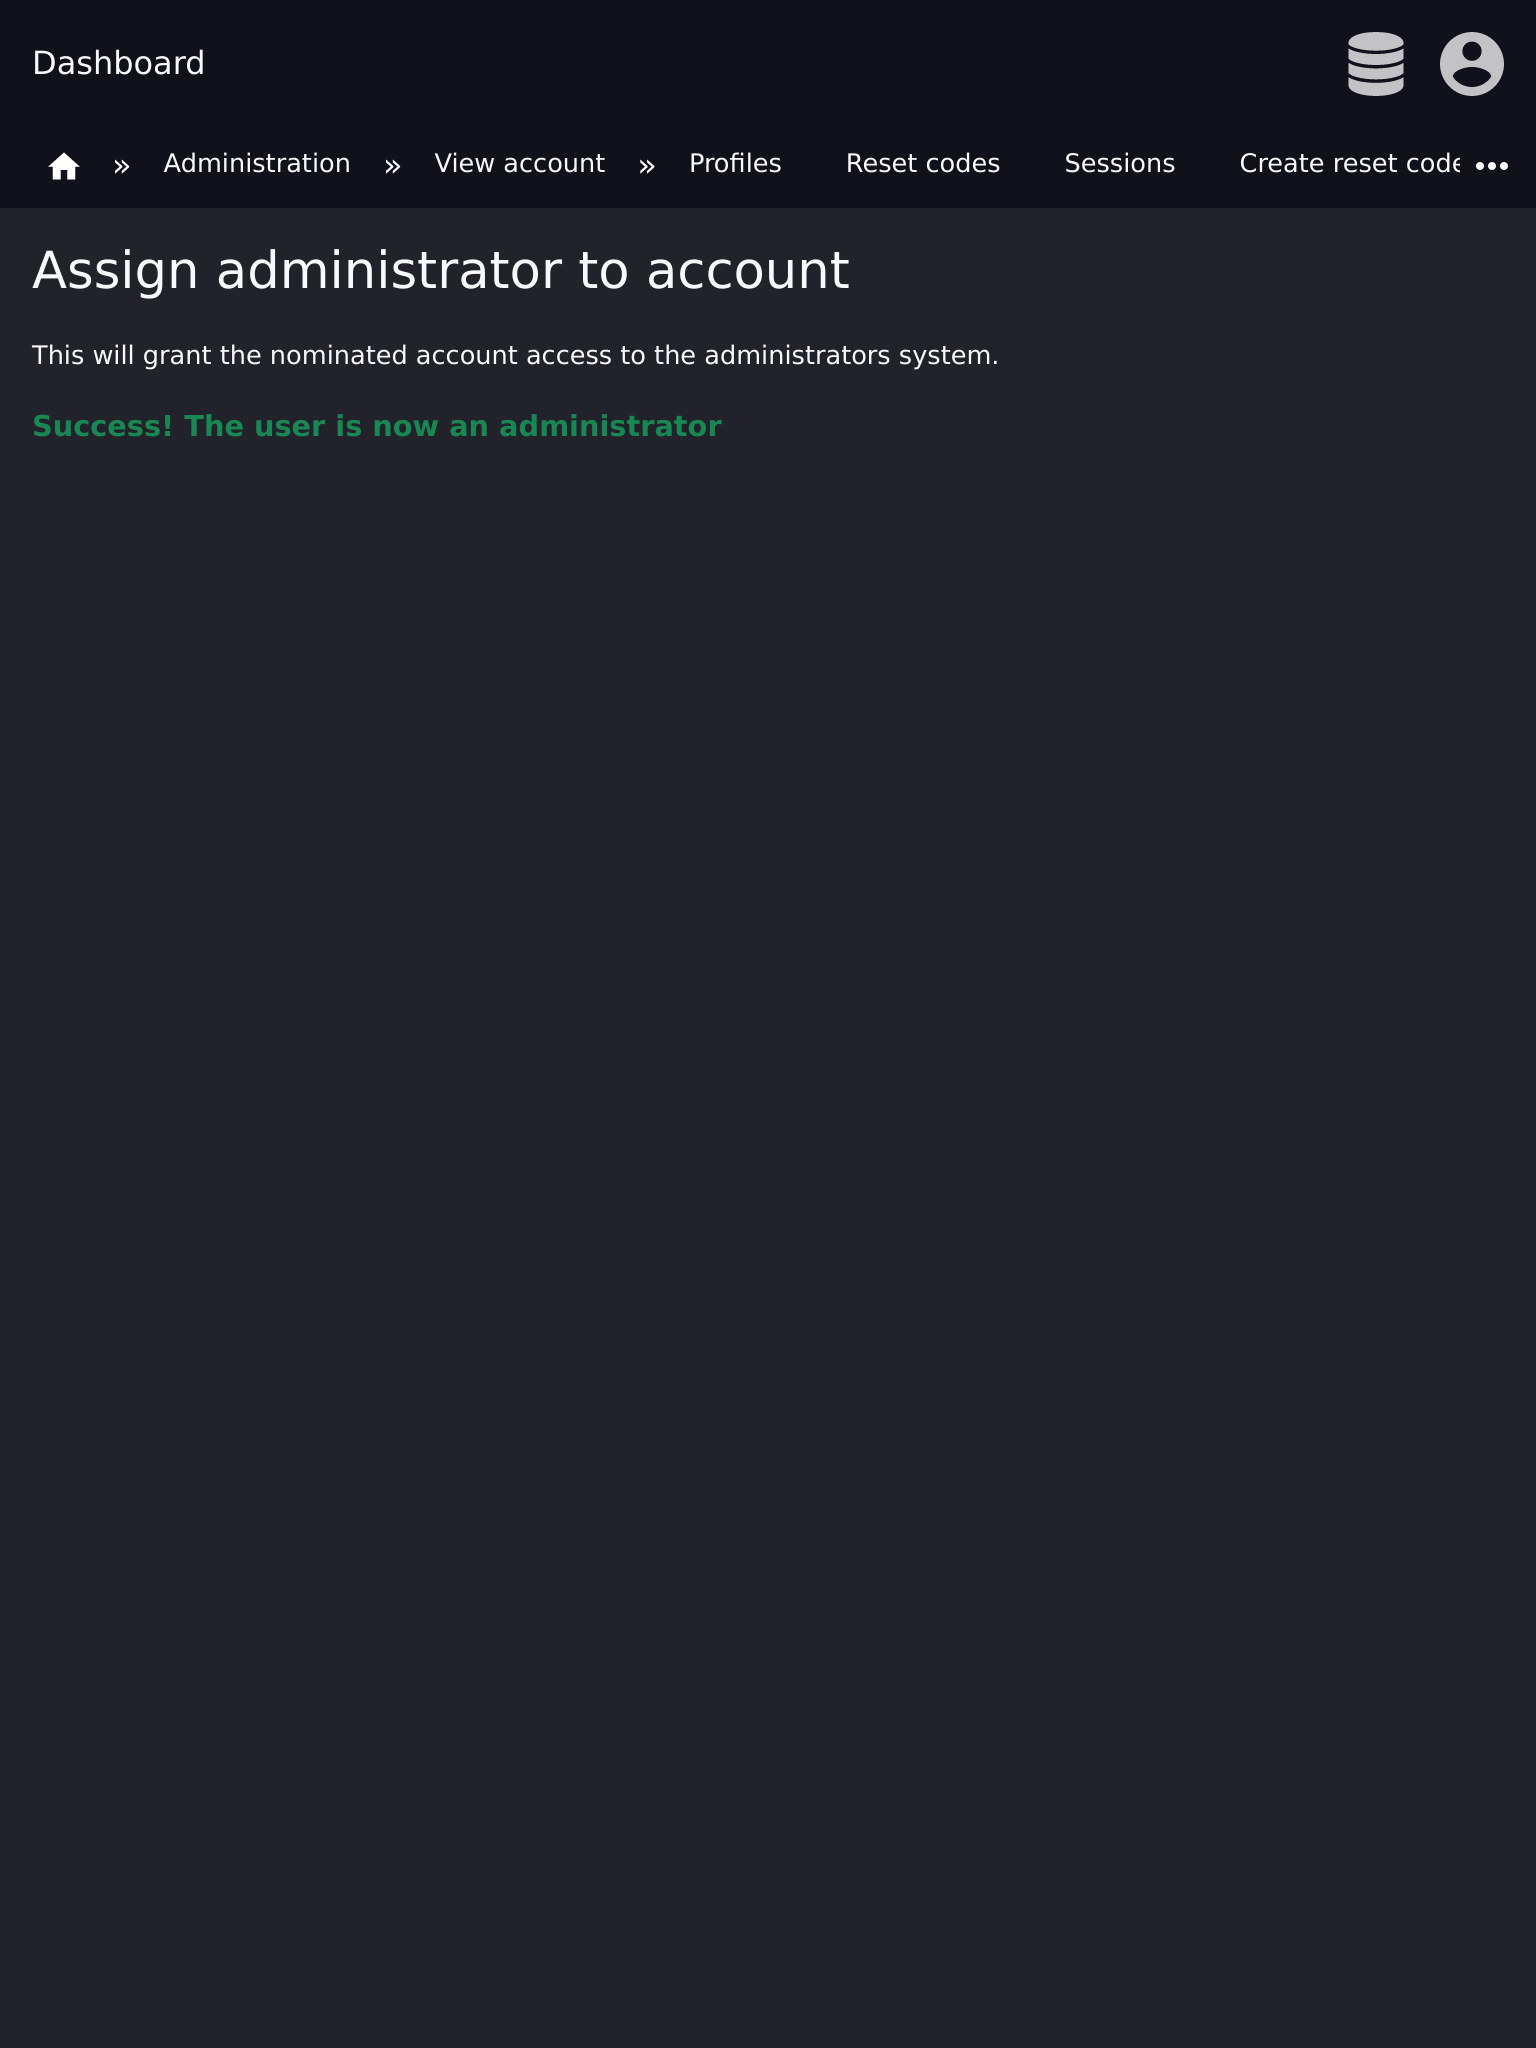 Dashboard
» Administration » View account » Profiles Reset codes Sessions Create reset code
Assign administrator to account
This will grant the nominated account access to the administrators system.
Success! The user is now an administrator